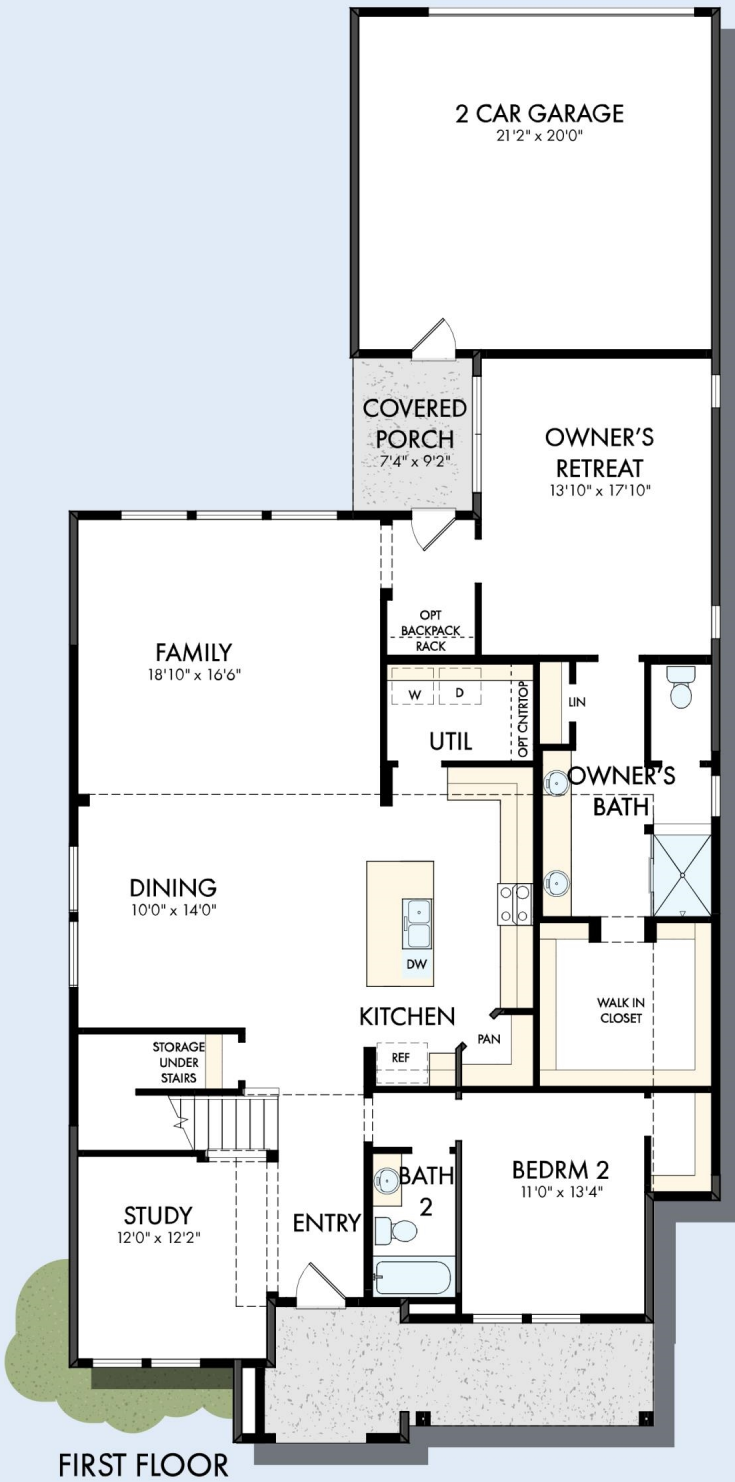 2 CAR GARAGE
21'2" x 20'0"
COVERED
PORCH
7'4" x 9'2"
OWNER'S
RETREAT
13'10" x 17'10"
OPT
BACKPACK
RACK
FAMILY
18'10" x 16'6"
W
D
OPT CNTRTOP
UTIL
LIN
OWNER'S
BATH
DINING
10'0" x 14'0"
DW
KITCHEN
WALK IN
CLOSET
PAN
REF
STORAGE
UNDER
STAIRS
BATH
2
BEDRM 2
11'0" x 13'4"
STUDY
12'0" x 12'2"
ENTRY
FIRST FLOOR